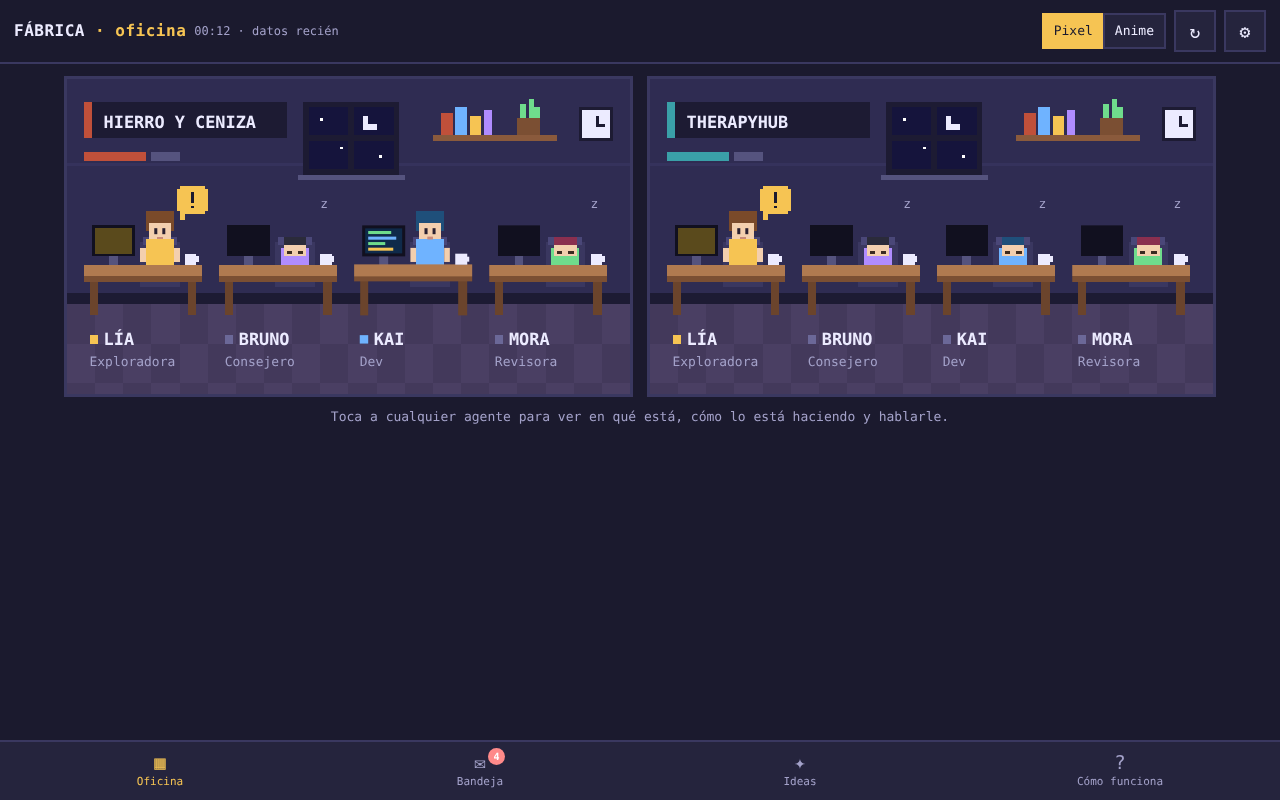 FÁBRICA · oficina 00:12 · datos recién
Pixel Anime ↻ ⚙
HIERRO Y CENIZA
THERAPYHUB
! z z
! z z z
LÍA BRUNO KAI MORA
Exploradora Consejero Dev Revisora
LÍA BRUNO KAI MORA
Exploradora Consejero Dev Revisora
Toca a cualquier agente para ver en qué está, cómo lo está haciendo y hablarle.
4
?
Oficina Bandeja Ideas Cómo funciona